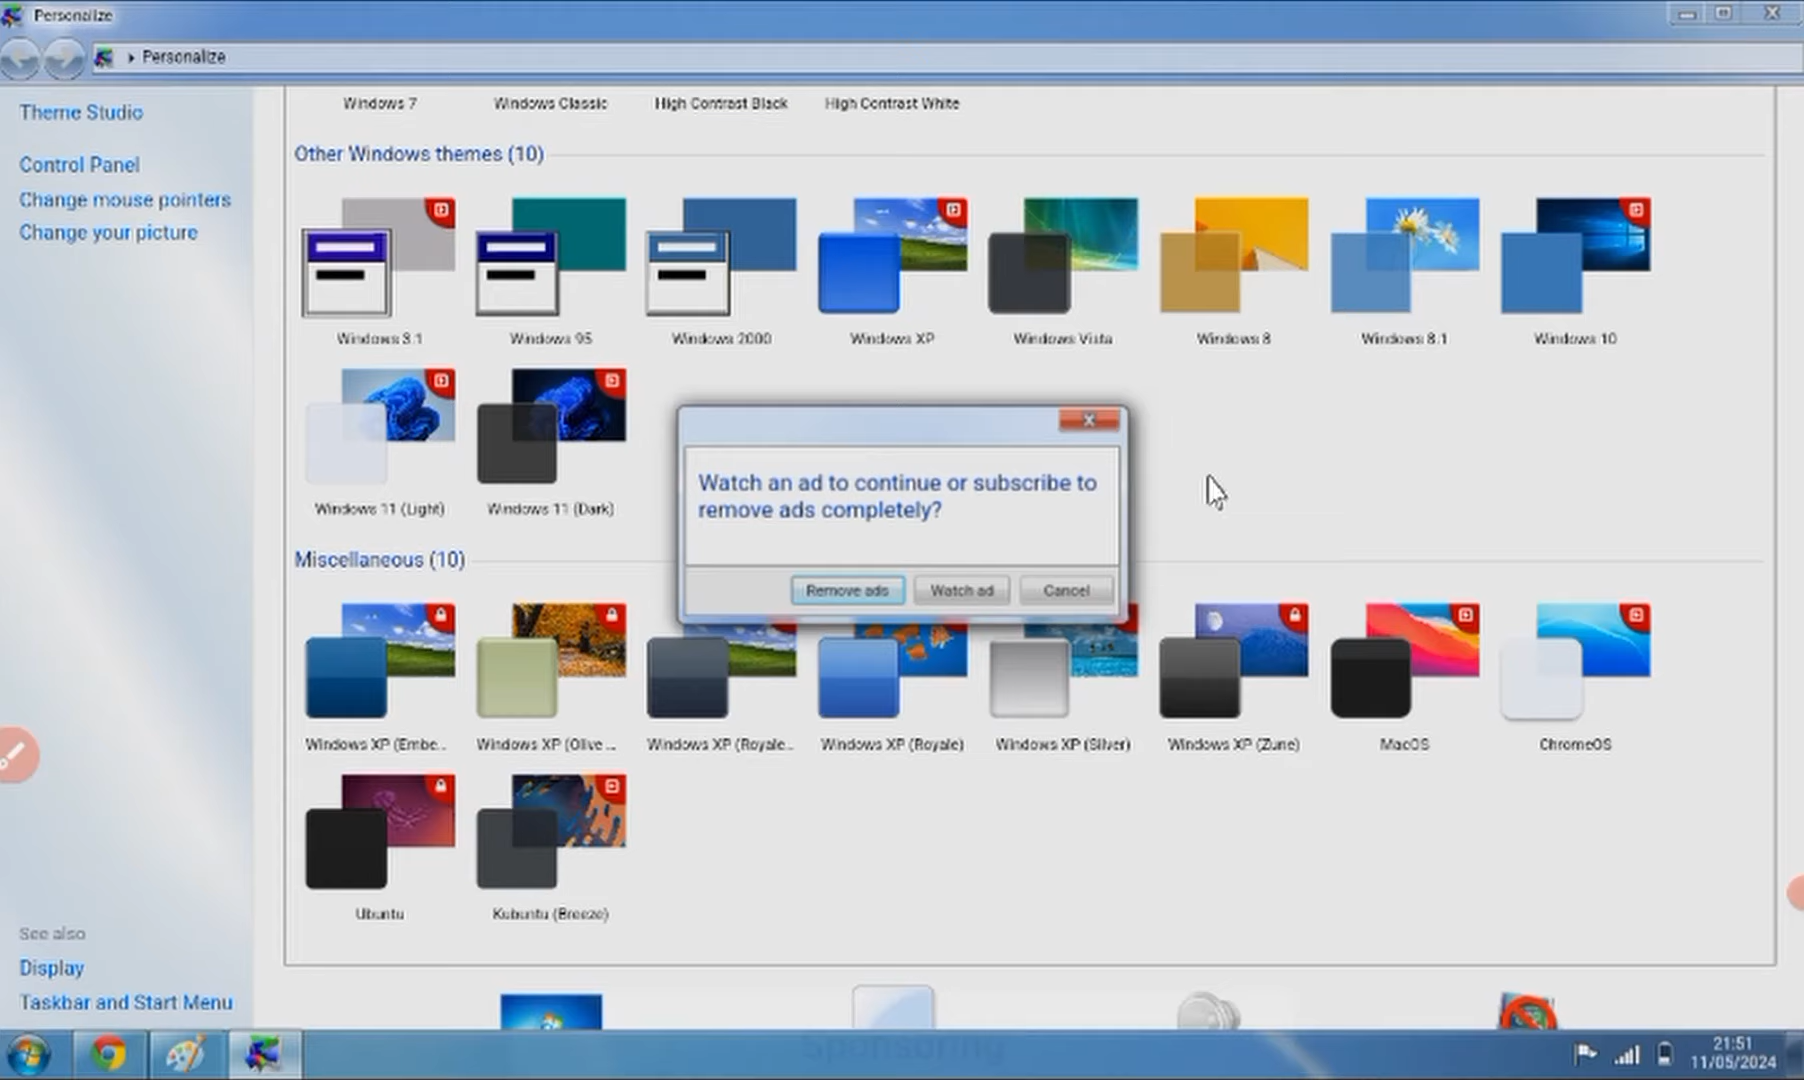 Personalize
Personalize
Theme Studio
Control Panel
Change mouse pointers
Change your picture
Windows 7
Windows Classic
High Contrast Black
High Contrast White
Other Windows themes (10)
Windows 3.1
Windows 95
Windows 2000
Windows XP
Windows Vista
Windows 8
Windows 8.1
Windows 10
Windows 11 (Light)
Windows 11 (Dark)
Watch an ad to continue or subscribe to
remove ads completely?
Remove ads
Watch ad
Cancel
Miscellaneous (10)
Windows XP (Embe...
Windows XP (Olive ...
Windows XP (Royale...
Windows XP (Royale)
Windows XP (Silver)
Windows XP (Zune)
MacOS
ChromeOS
Ubuntu
Kubuntu (Breeze)
See also
Display
Taskbar and Start Menu
Sponsoring
21:51
11/05/2024